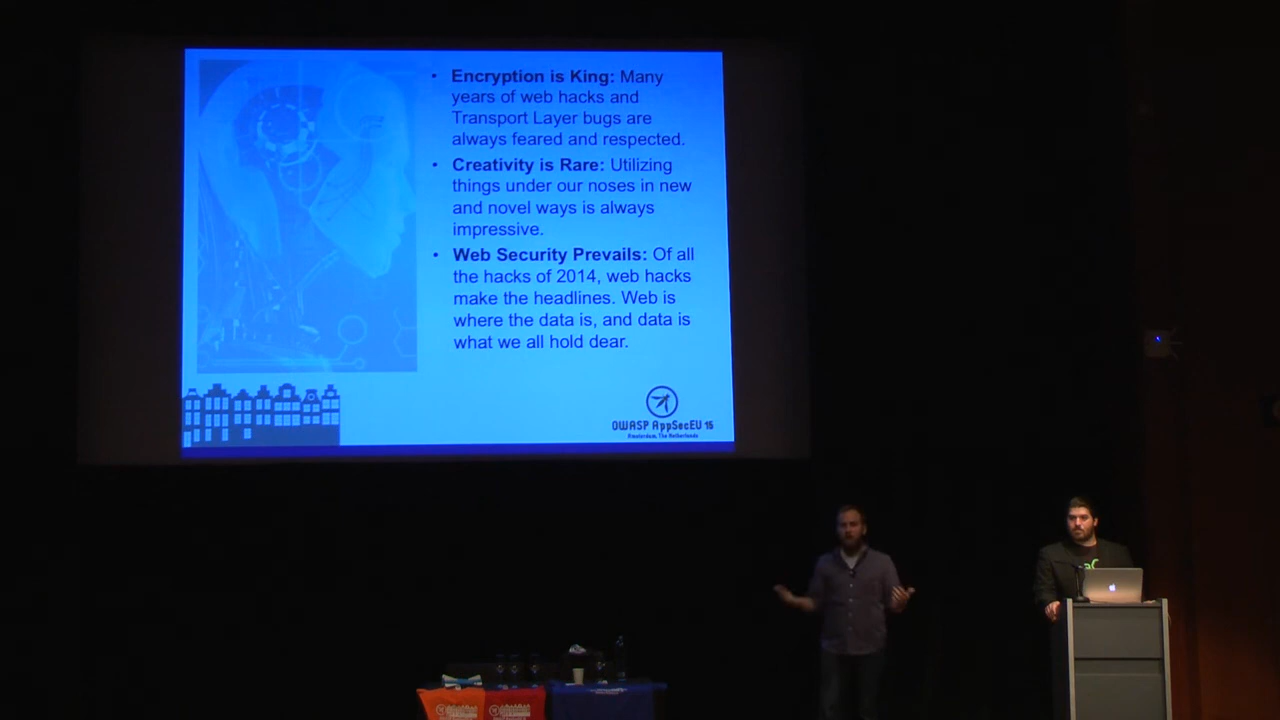 • Encryption is King: Many
years of web hacks and
Transport Layer bugs are
always feared and respected.
• Creativity is Rare: Utilizing
things under our noses in new
and novel ways is always
impressive.
• Web Security Prevails: Of all
the hacks of 2014, web hacks
make the headlines. Web is
where the data is, and data is
what we all hold dear.
OWASP AppSecEU 15
Amsterdam, The Netherlands